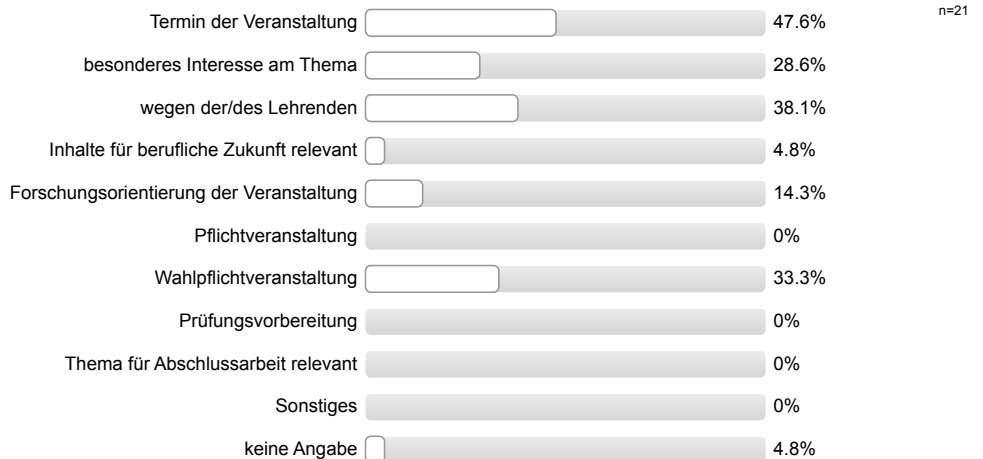 n=21
Termin der Veranstaltung 47.6%
besonderes Interesse am Thema 28.6%
wegen der/des Lehrenden 38.1%
Inhalte für berufliche Zukunft relevant 4.8%
Forschungsorientierung der Veranstaltung 14.3%
Pflichtveranstaltung 0%
Wahlpflichtveranstaltung 33.3%
Prüfungsvorbereitung 0%
Thema für Abschlussarbeit relevant 0%
Sonstiges 0%
keine Angabe 4.8%